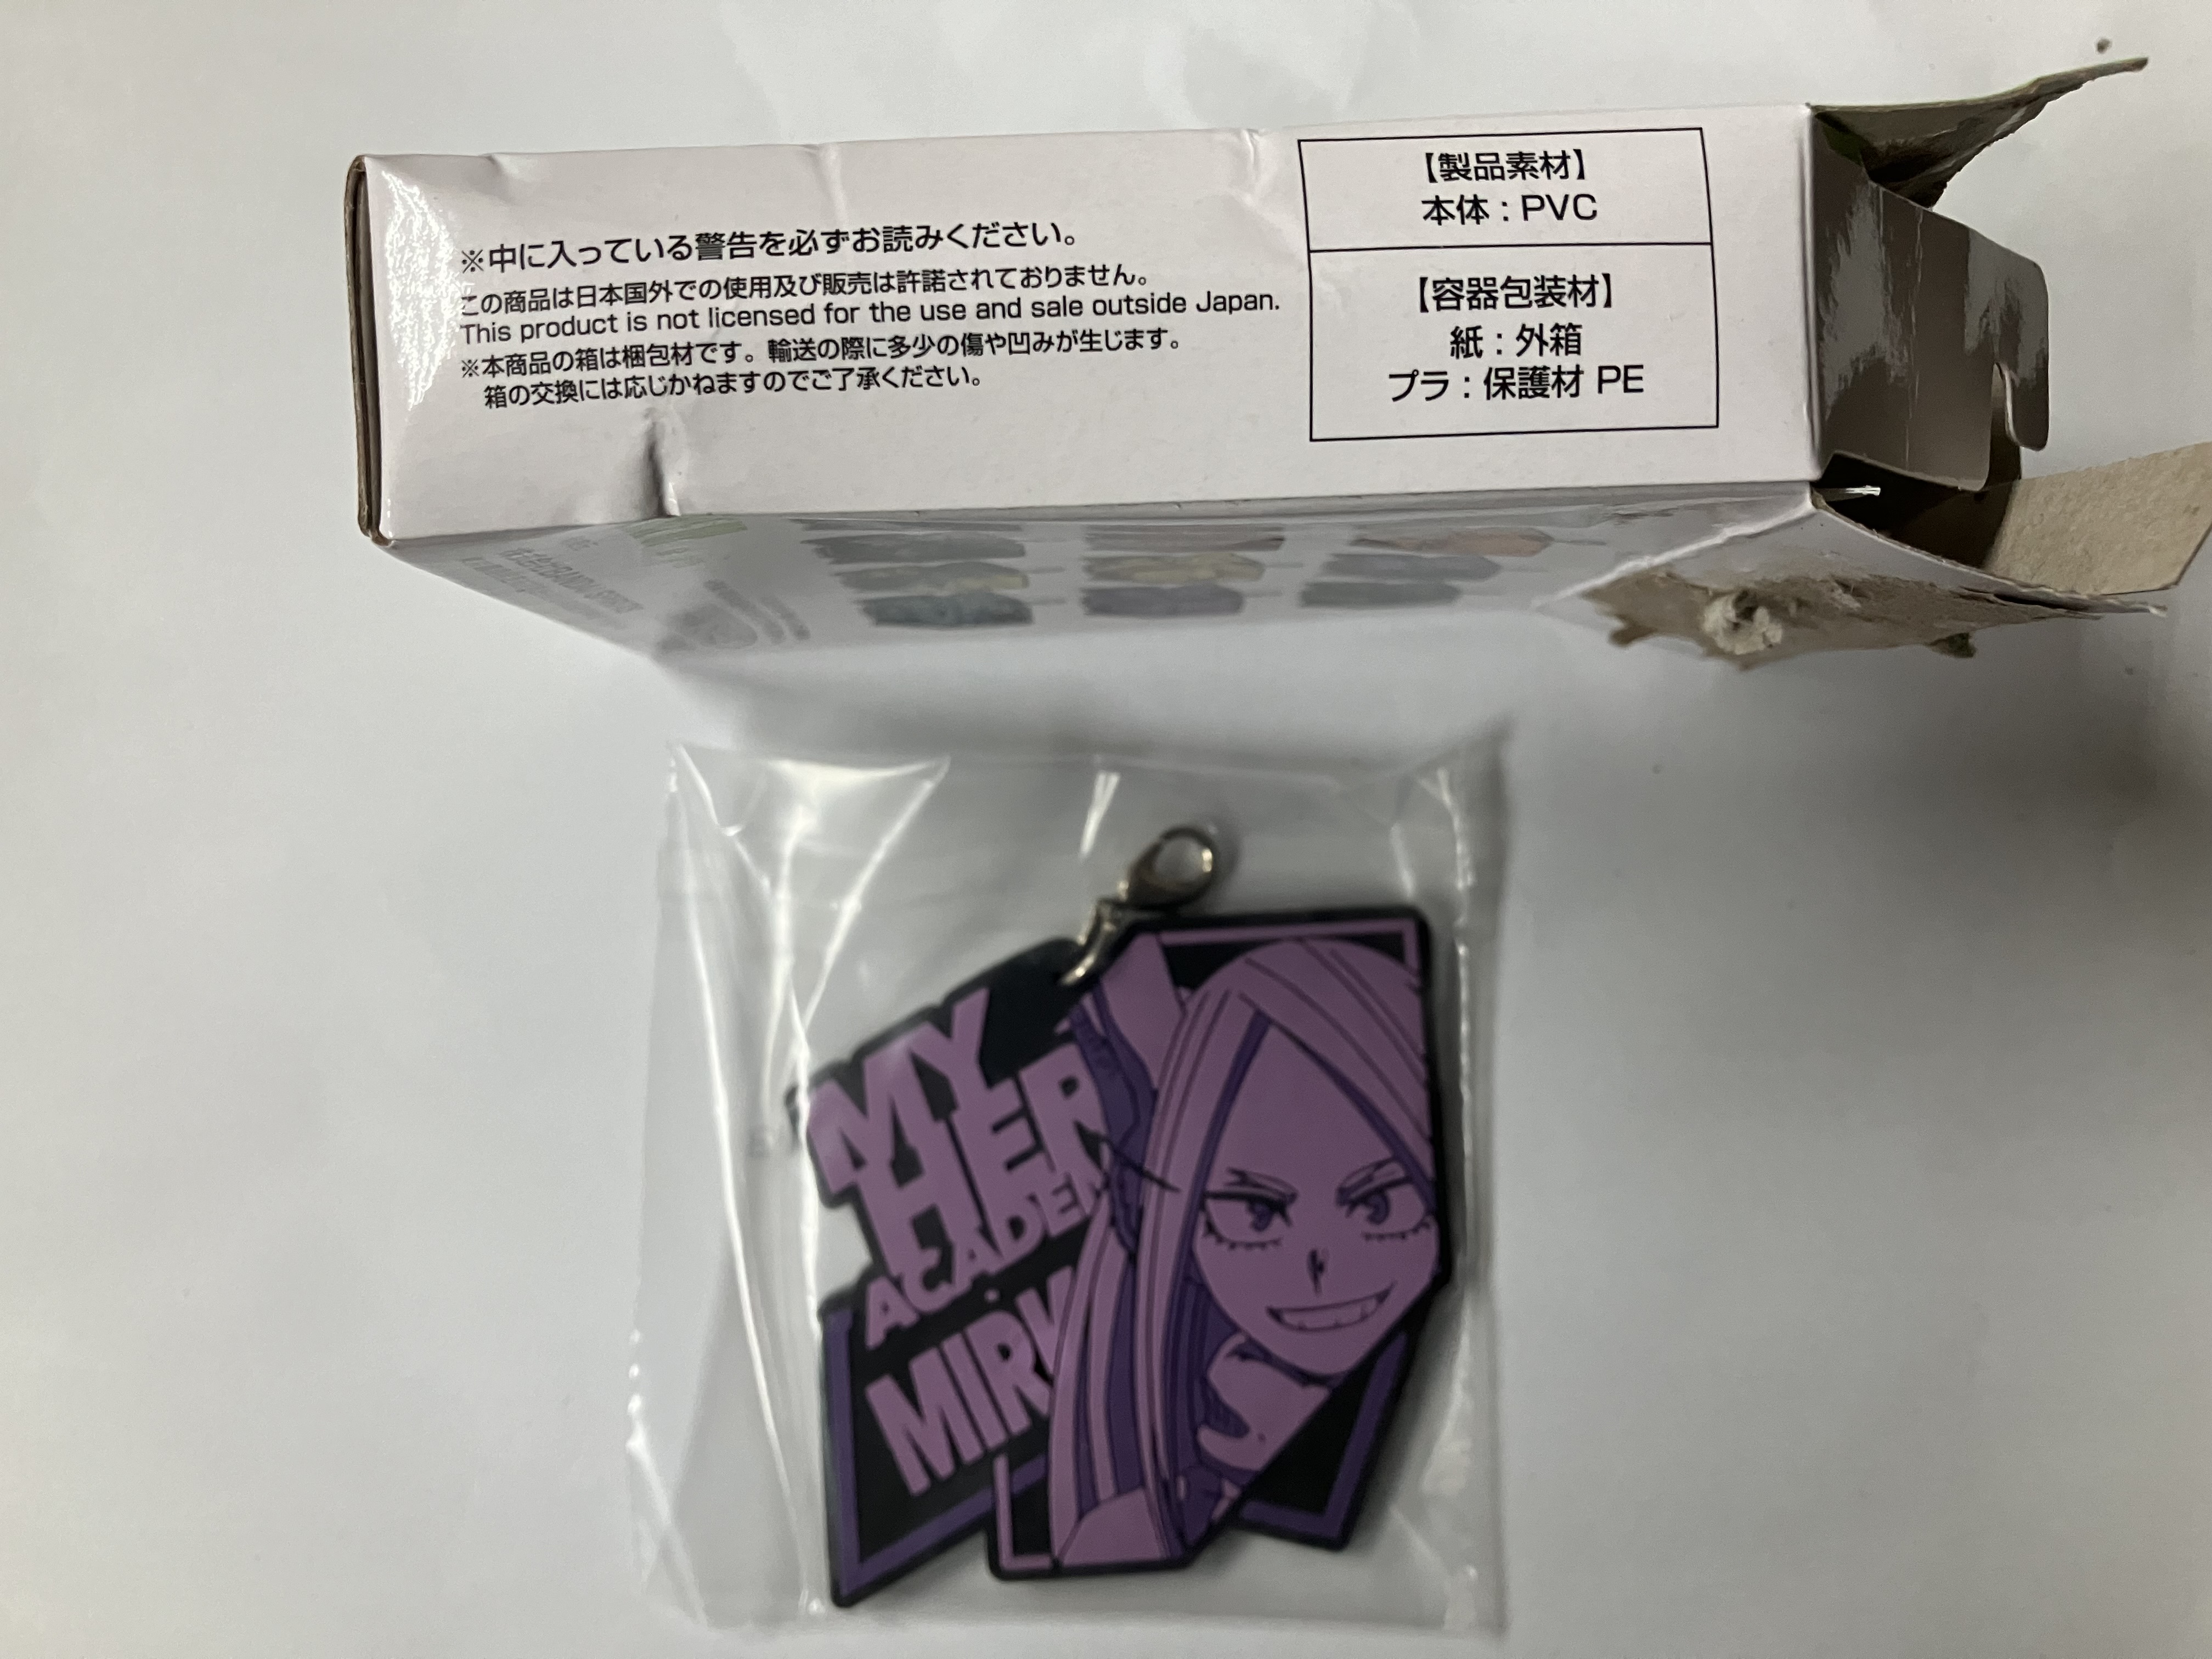 ※中に入っている警告を必ずお読みください。
この商品は日本国外での使用及び販売は許諾されておりません。
This product is not licensed for the use and sale outside Japan.
※本商品の箱は梱包材です。輸送の際に多少の傷や凹みが生じます。
箱の交換には応じかねますのでご了承ください。
【製品素材】
本体：PVC
【容器包装材】
紙：外箱
プラ：保護材 PE
MY
HER
ACADEM
MIRK